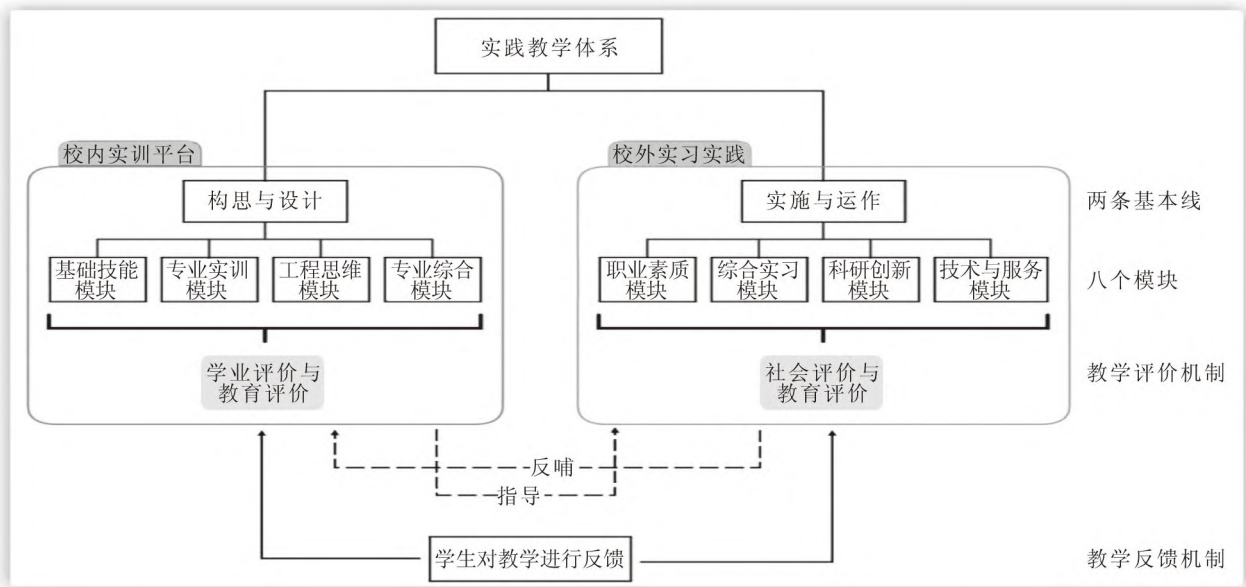 实践教学体系
校内实训平台
校外实习实践
构思与设计
实施与运作
两条基本线
基础技能
模块
专业实训
模块
工程思维
模块
专业综合
模块
职业素质
模块
综合实习
模块
科研创新
模块
技术与服务
模块
八个模块
学业评价与
教育评价
社会评价与
教育评价
教学评价机制
反哺
指导
学生对教学进行反馈
教学反馈机制